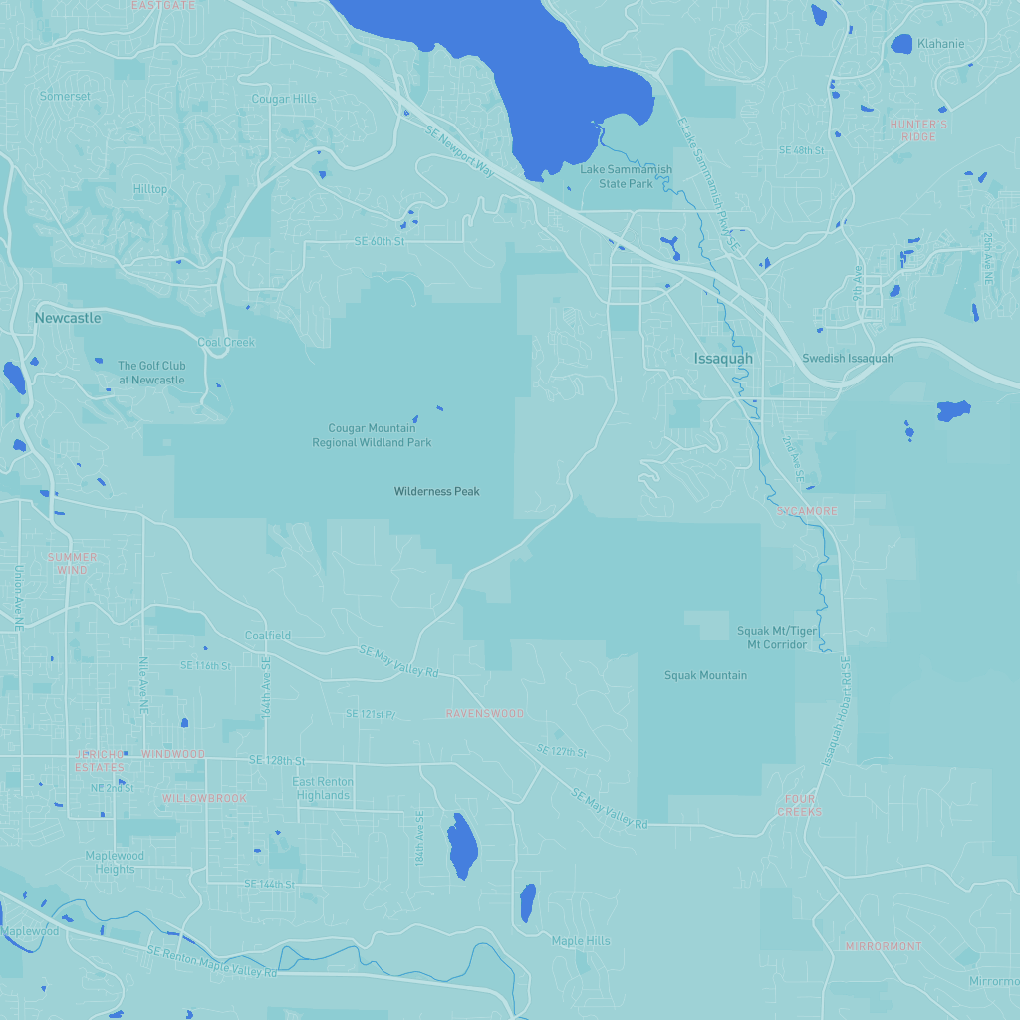 EASTGATE
Klahanie
Somerset
Cougar Hills
HUNTER'S
RIDGE
SE Newport Way
E Lake Sammamish Pkwy SE
SE 48th St
Lake Sammamish
State Park
Hilltop
SE 60th St
25th Ave NE
9th Ave
Newcastle
Coal Creek
The Golf Club
at Newcastle
Issaquah
Swedish Issaquah
Cougar Mountain
Regional Wildland Park
2nd Ave SE
Wilderness Peak
SYCAMORE
SUMMER
WIND
Union Ave NE
Coalfield
Squak Mt/Tiger
Mt Corridor
SE May Valley Rd
SE 116th St
Nile Ave NE
164th Ave SE
Squak Mountain
Issaquah Hobart Rd SE
SE 121st Pl
RAVENSWOOD
SE 127th St
JERICHO
ESTATES
WINDWOOD
SE 128th St
NE 2nd St
WILLOWBROOK
East Renton
Highlands
SE May Valley Rd
FOUR
CREEKS
184th Ave SE
Maplewood
Heights
SE 144th St
Maplewood
SE Renton Maple Valley Rd
Maple Hills
MIRRORMONT
Mirrormo